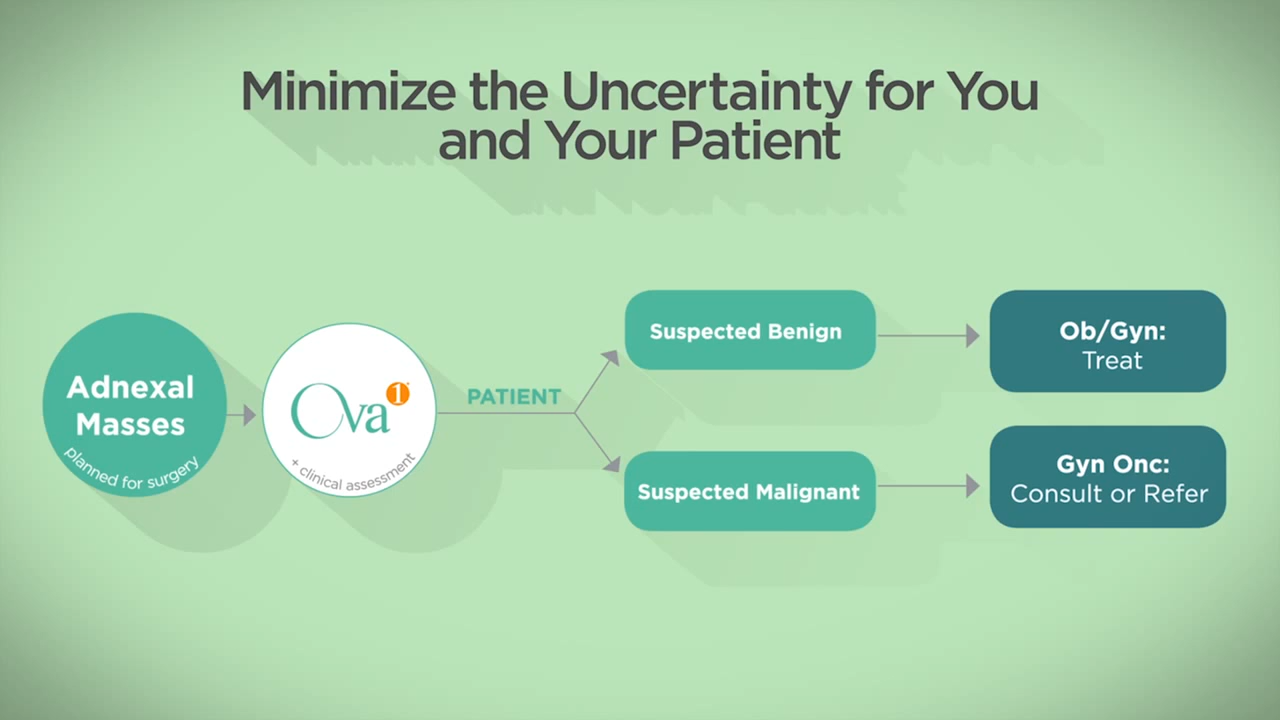 Minimize the Uncertainty for You
and Your Patient
Adnexal
Masses
planned for surgery
Ova1
+ clinical assessment
PATIENT
Suspected Benign
Ob/Gyn:
Treat
Suspected Malignant
Gyn Onc:
Consult or Refer